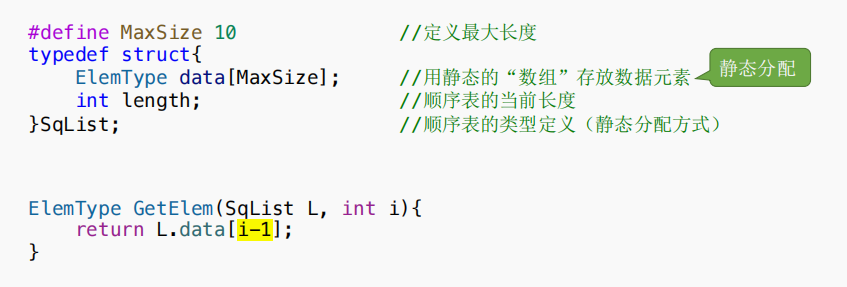 #define MaxSize 10 //定义最大长度
typedef struct{
ElemType data[MaxSize]; //用静态的“数组”存放数据元素
静态分配
int length; //顺序表的当前长度
}SqList; //顺序表的类型定义（静态分配方式）
ElemType GetElem(SqList L, int i){
return L.data[i-1];
}